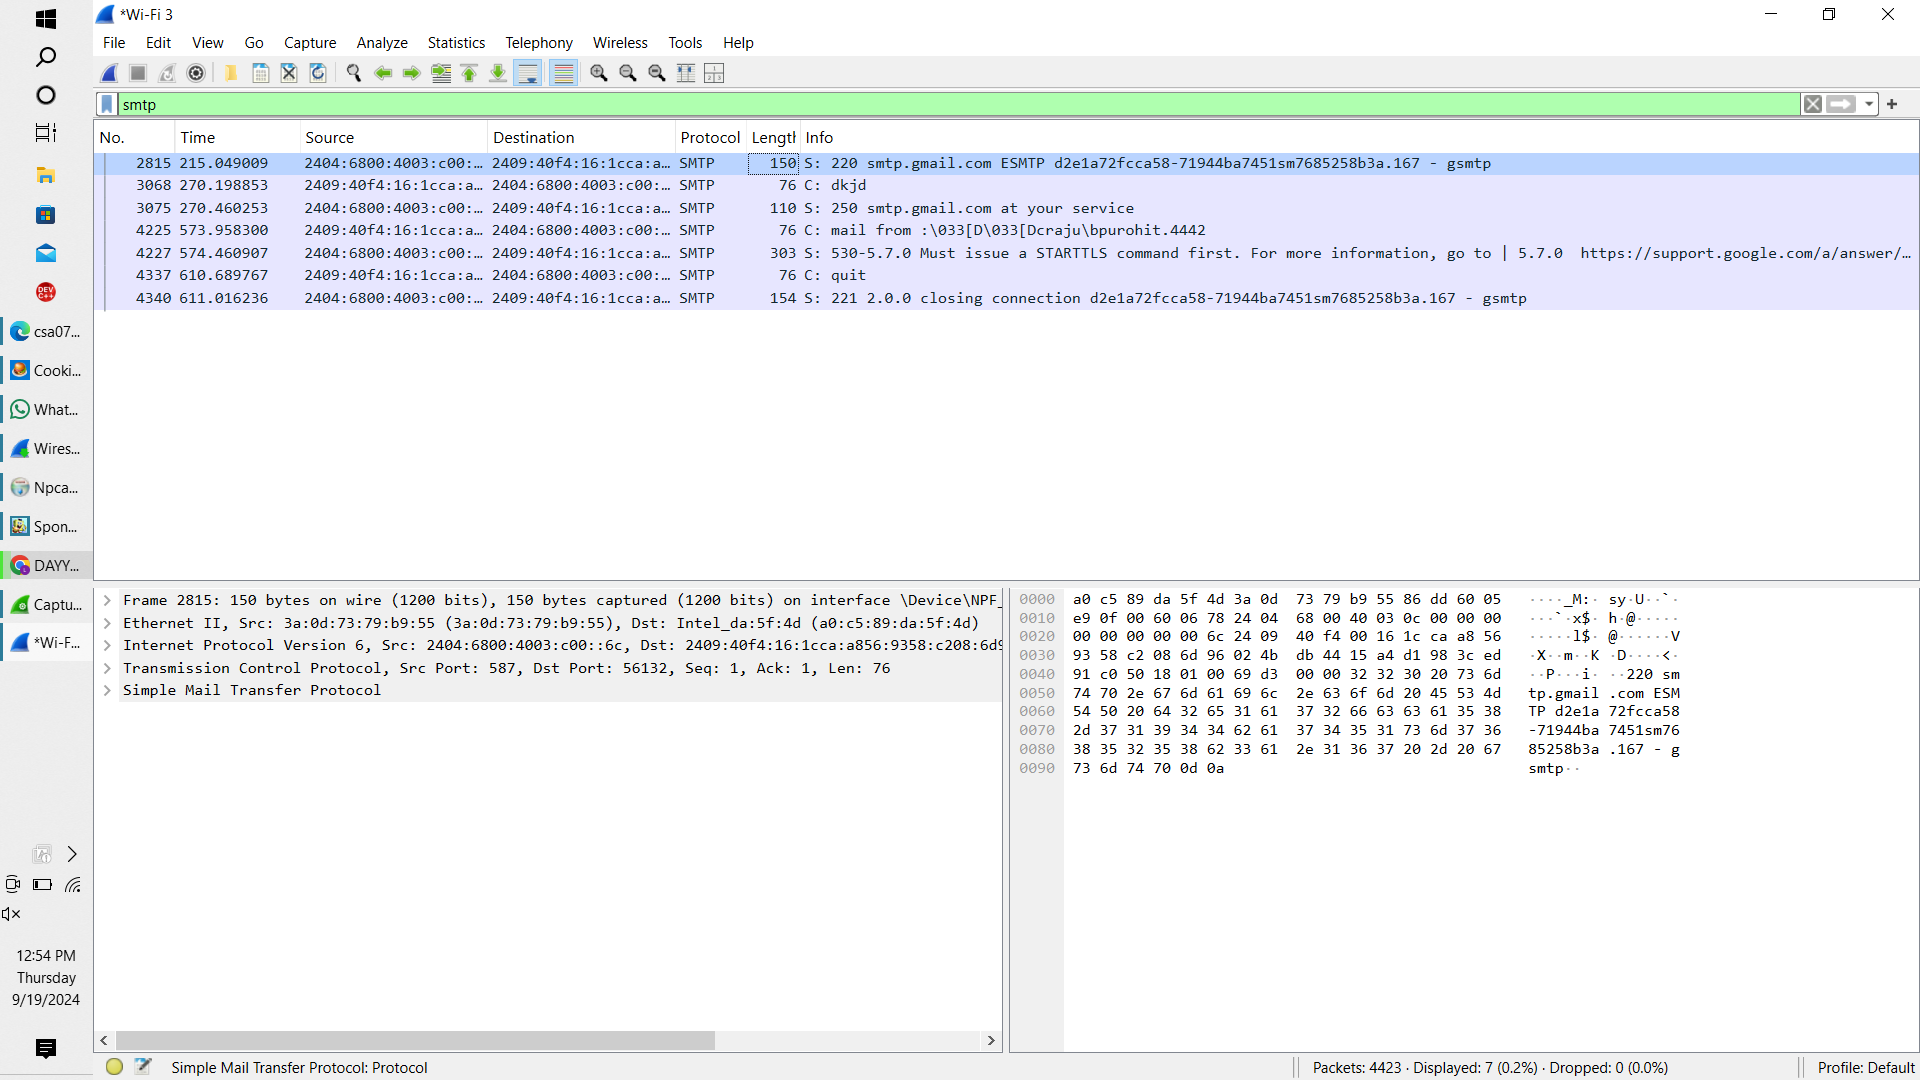 *Wi-Fi 3
File Edit View Go Capture Analyze Statistics Telephony Wireless Tools Help
smtp
No. Time Source Destination Protocol Length Info
2815 215.049009 2404:6800:4003:c00:… 2409:40f4:16:1cca:a… SMTP 150 S: 220 smtp.gmail.com ESMTP d2e1a72fcca58-71944ba7451sm7685258b3a.167 - gsmtp
3068 270.198853 2409:40f4:16:1cca:a… 2404:6800:4003:c00:… SMTP 76 C: dkjd
3075 270.460253 2404:6800:4003:c00:… 2409:40f4:16:1cca:a… SMTP 110 S: 250 smtp.gmail.com at your service
4225 573.958300 2409:40f4:16:1cca:a… 2404:6800:4003:c00:… SMTP 76 C: mail from :\033[D\033[Dcraju\bpurohit.4442
4227 574.460907 2404:6800:4003:c00:… 2409:40f4:16:1cca:a… SMTP 303 S: 530-5.7.0 Must issue a STARTTLS command first. For more information, go to | 5.7.0  https://support.google.com/a/answer/…
4337 610.689767 2409:40f4:16:1cca:a… 2404:6800:4003:c00:… SMTP 76 C: quit
4340 611.016236 2404:6800:4003:c00:… 2409:40f4:16:1cca:a… SMTP 154 S: 221 2.0.0 closing connection d2e1a72fcca58-71944ba7451sm7685258b3a.167 - gsmtp
DEV C++
csa07...
Cooki...
What...
Wires...
Npca...
Spon...
DAYY...
Captu...
*Wi-F...
12:54 PM
Thursday
9/19/2024
Frame 2815: 150 bytes on wire (1200 bits), 150 bytes captured (1200 bits) on interface \Device\NPF_
Ethernet II, Src: 3a:0d:73:79:b9:55 (3a:0d:73:79:b9:55), Dst: Intel_da:5f:4d (a0:c5:89:da:5f:4d)
Internet Protocol Version 6, Src: 2404:6800:4003:c00::6c, Dst: 2409:40f4:16:1cca:a856:9358:c208:6d9
Transmission Control Protocol, Src Port: 587, Dst Port: 56132, Seq: 1, Ack: 1, Len: 76
Simple Mail Transfer Protocol
0000 a0 c5 89 da 5f 4d 3a 0d 73 79 b9 55 86 dd 60 05 ····_M:· sy·U··`·
0010 e9 0f 00 60 06 78 24 04 68 00 40 03 0c 00 00 00 ···`·x$· h·@·····
0020 00 00 00 00 00 6c 24 09 40 f4 00 16 1c ca a8 56 ·····l$· @······V
0030 93 58 c2 08 6d 96 02 4b db 44 15 a4 d1 98 3c ed ·X··m··K ·D····<·
0040 91 c0 50 18 01 00 69 d3 00 00 32 32 30 20 73 6d ··P···i· ··220 sm
0050 74 70 2e 67 6d 61 69 6c 2e 63 6f 6d 20 45 53 4d tp.gmail .com ESM
0060 54 50 20 64 32 65 31 61 37 32 66 63 63 61 35 38 TP d2e1a 72fcca58
0070 2d 37 31 39 34 34 62 61 37 34 35 31 73 6d 37 36 -71944ba 7451sm76
0080 38 35 32 35 38 62 33 61 2e 31 36 37 20 2d 20 67 85258b3a .167 - g
0090 73 6d 74 70 0d 0a smtp··
Simple Mail Transfer Protocol: Protocol
Packets: 4423 · Displayed: 7 (0.2%) · Dropped: 0 (0.0%)
Profile: Default